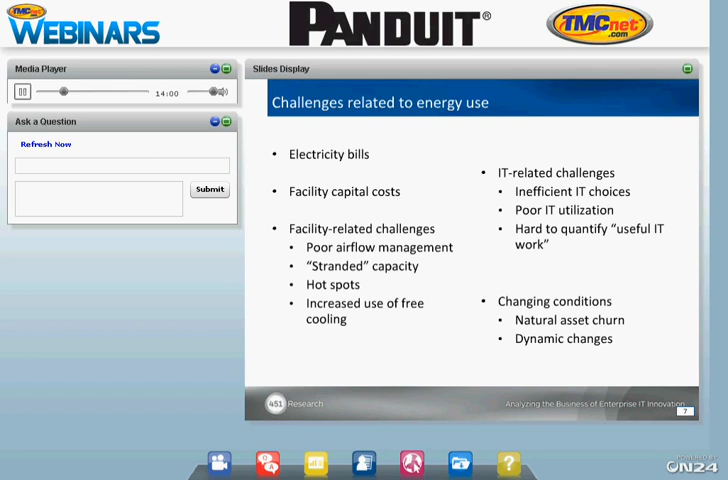 TMCnet
WEBINARS
PANDUIT®
TMCnet
.com
Media Player
14:00
Ask a Question
Refresh Now
Submit
Slides Display
Challenges related to energy use
• Electricity bills
• Facility capital costs
• Facility-related challenges
• Poor airflow management
• “Stranded” capacity
• Hot spots
• Increased use of free
cooling
• IT-related challenges
• Inefficient IT choices
• Poor IT utilization
• Hard to quantify “useful IT
work”
• Changing conditions
• Natural asset churn
• Dynamic changes
451 Research
Analyzing the Business of Enterprise IT Innovation
7
Q
A
?
POWERED BY
ON24